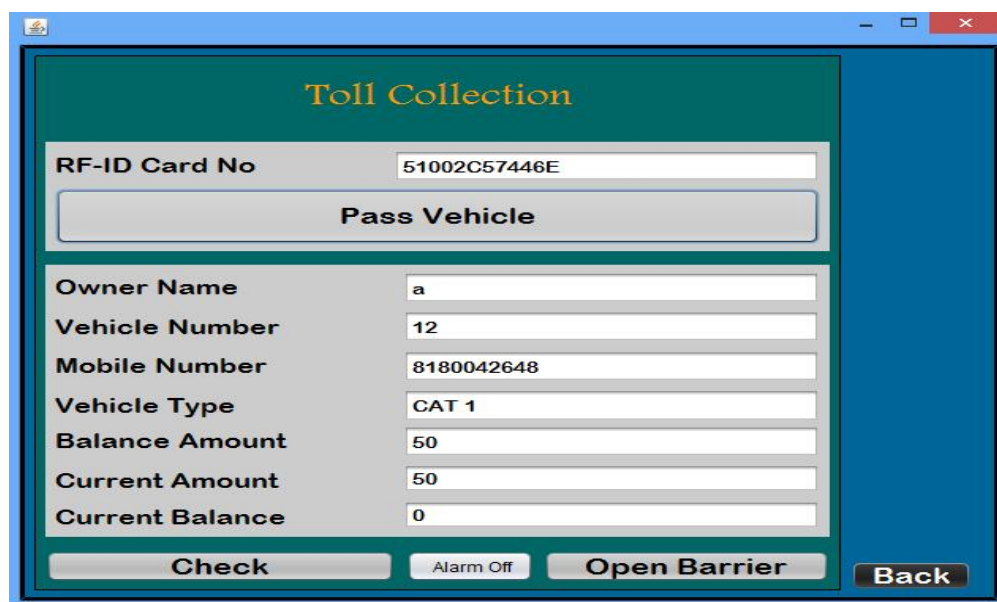 Toll Collection
RF-ID Card No 51002C57446E
Pass Vehicle
Owner Name a
Vehicle Number 12
Mobile Number 8180042648
Vehicle Type CAT 1
Balance Amount 50
Current Amount 50
Current Balance 0
Check Alarm Off Open Barrier Back